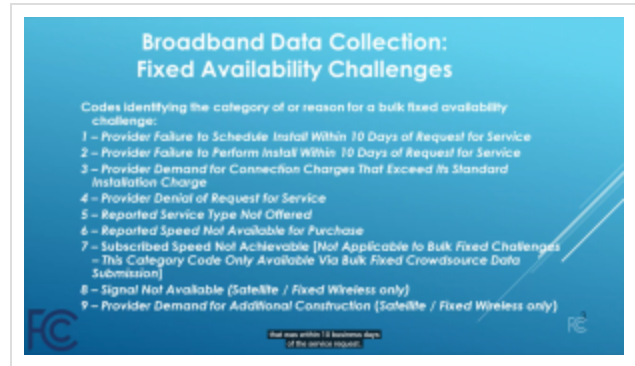 Broadband Data Collection:
Fixed Availability Challenges
Codes identifying the category of or reason for a bulk fixed availability
challenge:
1 – Provider Failure to Schedule Install Within 10 Days of Request for Service
2 – Provider Failure to Perform Install Within 10 Days of Request for Service
3 – Provider Demand for Connection Charges That Exceed Its Standard
Installation Charge
4 – Provider Denial of Request for Service
5 – Reported Service Type Not Offered
6 – Reported Speed Not Available for Purchase
7 – Subscribed Speed Not Achievable [Not Applicable to Bulk Fixed Challenges
– This Category Code Only Available Via Bulk Fixed Crowdsource Data
Submission]
8 – Signal Not Available (Satellite / Fixed Wireless only)
9 – Provider Demand for Additional Construction (Satellite / Fixed Wireless only)
FCC
that was within 10 business days
of the service request.